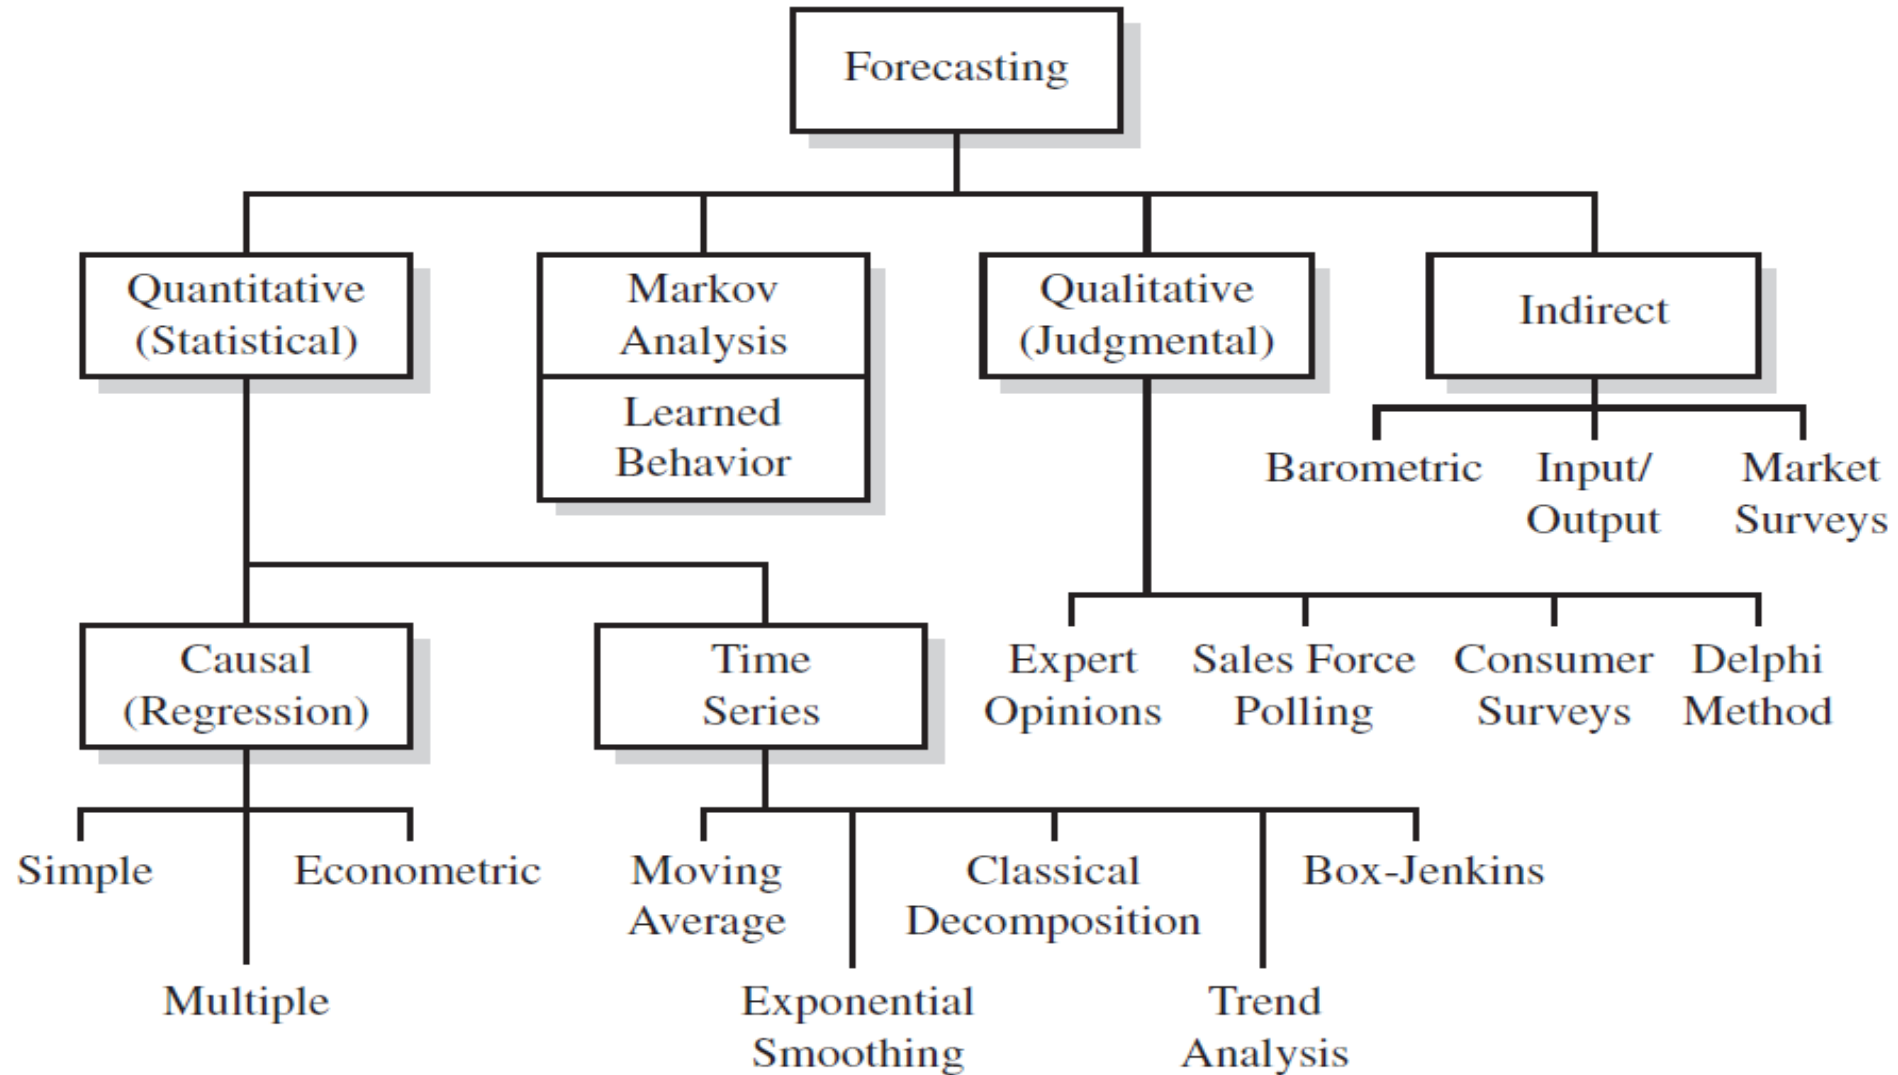 Forecasting
Quantitative
(Statistical)
Markov
Analysis
Learned
Behavior
Qualitative
(Judgmental)
Indirect
Barometric
Input/
Output
Market
Surveys
Causal
(Regression)
Time
Series
Expert
Opinions
Sales Force
Polling
Consumer
Surveys
Delphi
Method
Simple
Multiple
Econometric
Moving
Average
Exponential
Smoothing
Classical
Decomposition
Trend
Analysis
Box-Jenkins